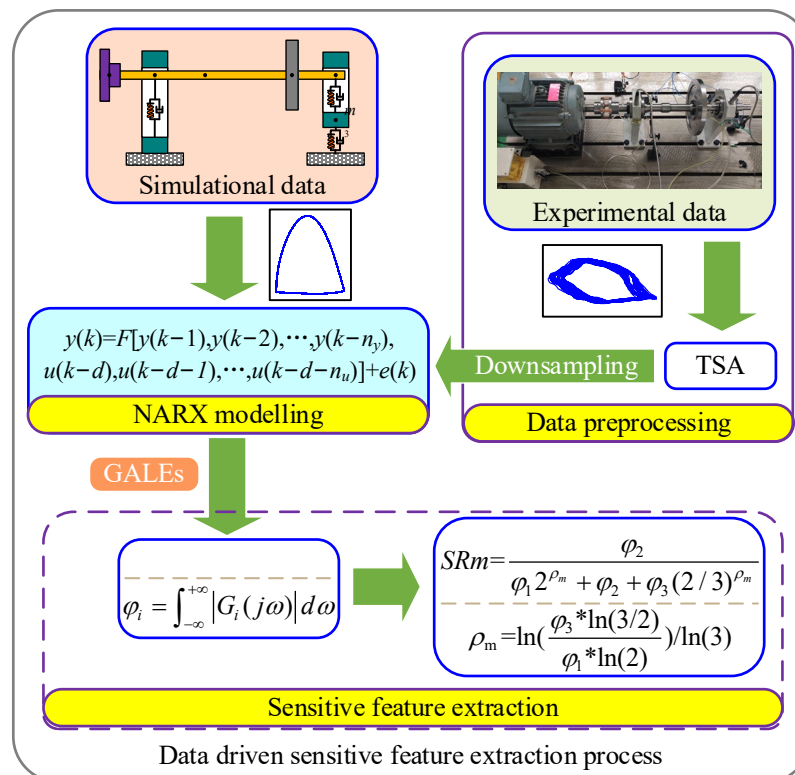 m
3
Simulational data
Experimental data
y(k)=F[y(k−1),y(k−2),⋯,y(k−n_y),
u(k−d),u(k−d−1),⋯,u(k−d−n_u)]+e(k)
NARX modelling
Downsampling
TSA
Data preprocessing
GALEs
φ_i = ∫_{−∞}^{+∞} |G_i(jω)| dω
SRm= φ_2 / (φ_1 2^{ρ_m} + φ_2 + φ_3 (2/3)^{ρ_m})
ρ_m=ln(φ_3*ln(3/2) / φ_1*ln(2))/ln(3)
Sensitive feature extraction
Data driven sensitive feature extraction process